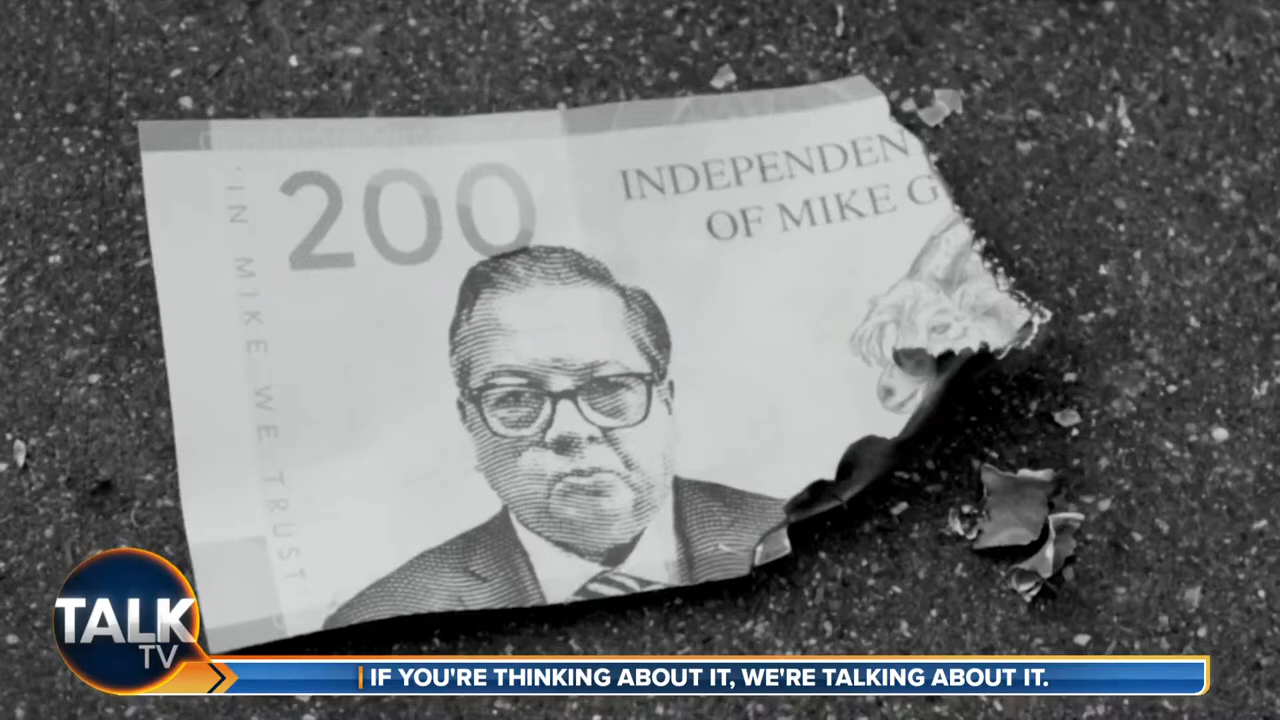 200
INDEPENDEN
OF MIKE G
'IN MIKE WE TRUST'
TALK
TV
IF YOU'RE THINKING ABOUT IT, WE'RE TALKING ABOUT IT.